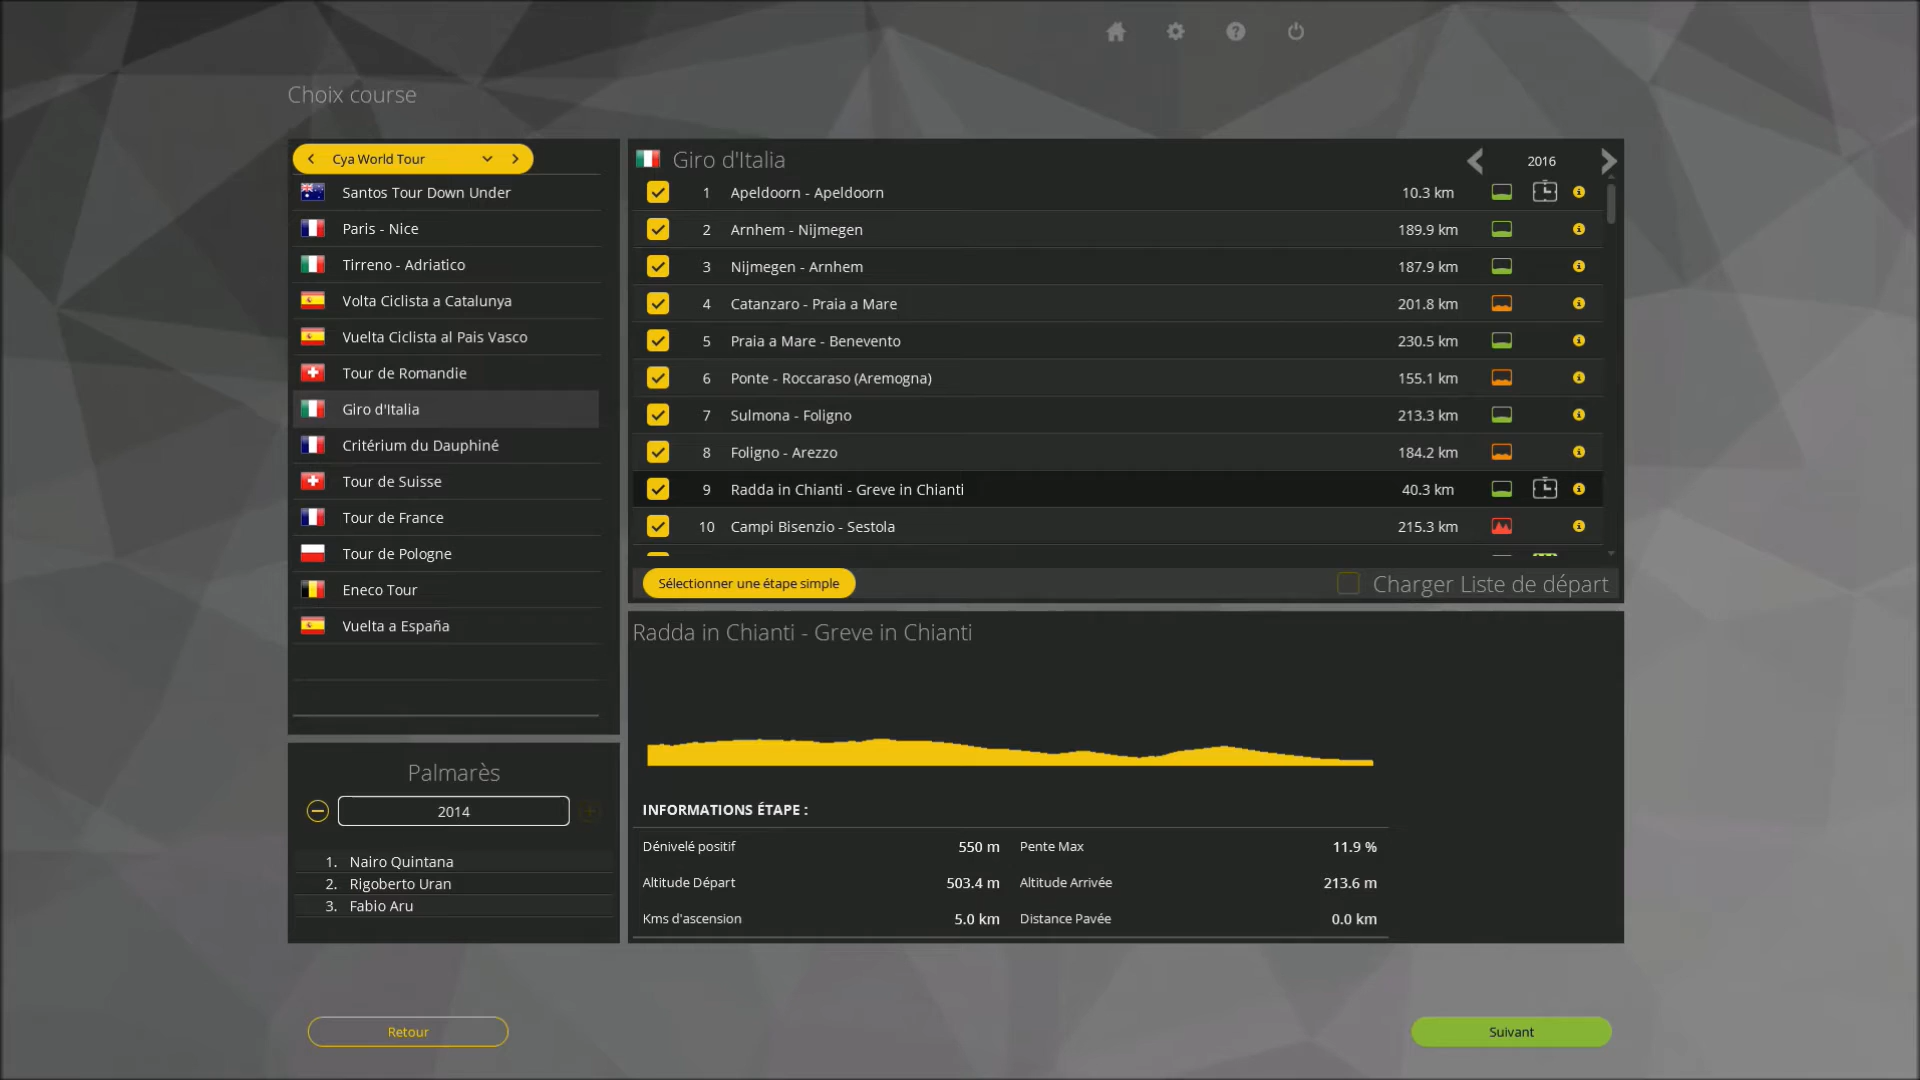 Choix course
Cya World Tour
Santos Tour Down Under
Paris - Nice
Tirreno - Adriatico
Volta Ciclista a Catalunya
Vuelta Ciclista al Pais Vasco
Tour de Romandie
Giro d'Italia
Critérium du Dauphiné
Tour de Suisse
Tour de France
Tour de Pologne
Eneco Tour
Vuelta a España
Palmarès
2014
1. Nairo Quintana
2. Rigoberto Uran
3. Fabio Aru
Giro d'Italia 2016
1 Apeldoorn - Apeldoorn 10.3 km
2 Arnhem - Nijmegen 189.9 km
3 Nijmegen - Arnhem 187.9 km
4 Catanzaro - Praia a Mare 201.8 km
5 Praia a Mare - Benevento 230.5 km
6 Ponte - Roccaraso (Aremogna) 155.1 km
7 Sulmona - Foligno 213.3 km
8 Foligno - Arezzo 184.2 km
9 Radda in Chianti - Greve in Chianti 40.3 km
10 Campi Bisenzio - Sestola 215.3 km
Sélectionner une étape simple Charger Liste de départ
Radda in Chianti - Greve in Chianti
INFORMATIONS ÉTAPE :
Dénivelé positif 550 m Pente Max 11.9 %
Altitude Départ 503.4 m Altitude Arrivée 213.6 m
Kms d'ascension 5.0 km Distance Pavée 0.0 km
Retour Suivant